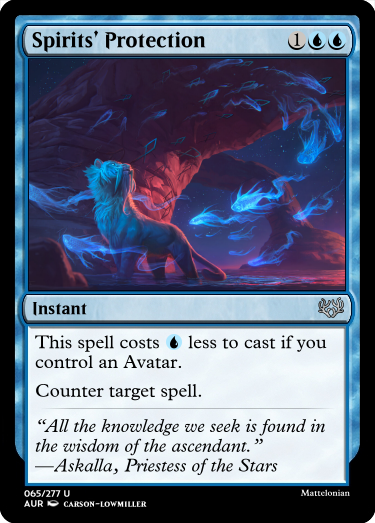 Spirits' Protection 1
Instant
This spell costs less to cast if you
control an Avatar.
Counter target spell.
“All the knowledge we seek is found in
the wisdom of the ascendant.”
—Askalla, Priestess of the Stars
065/277 U
Mattelonian
AUR CARSON-LOWMILLER